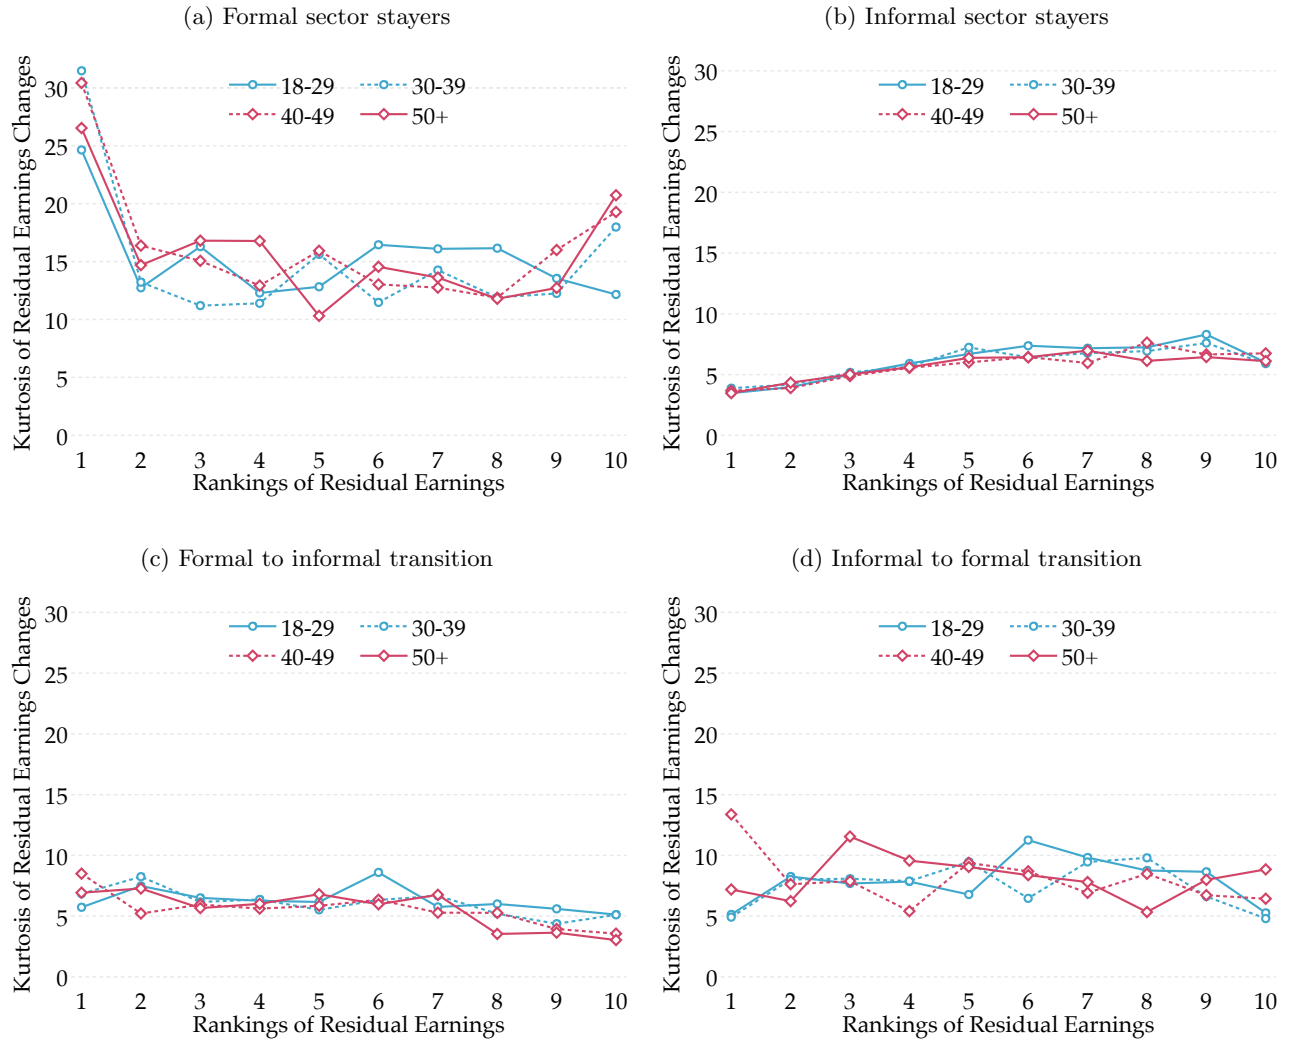 (a) Formal sector stayers
Kurtosis of Residual Earnings Changes
30
25
20
15
10
5
0
18-29
30-39
40-49
50+
1 2 3 4 5 6 7 8 9 10
Rankings of Residual Earnings
(b) Informal sector stayers
Kurtosis of Residual Earnings Changes
30
25
20
15
10
5
0
18-29
30-39
40-49
50+
1 2 3 4 5 6 7 8 9 10
Rankings of Residual Earnings
(c) Formal to informal transition
Kurtosis of Residual Earnings Changes
30
25
20
15
10
5
0
18-29
30-39
40-49
50+
1 2 3 4 5 6 7 8 9 10
Rankings of Residual Earnings
(d) Informal to formal transition
Kurtosis of Residual Earnings Changes
30
25
20
15
10
5
0
18-29
30-39
40-49
50+
1 2 3 4 5 6 7 8 9 10
Rankings of Residual Earnings